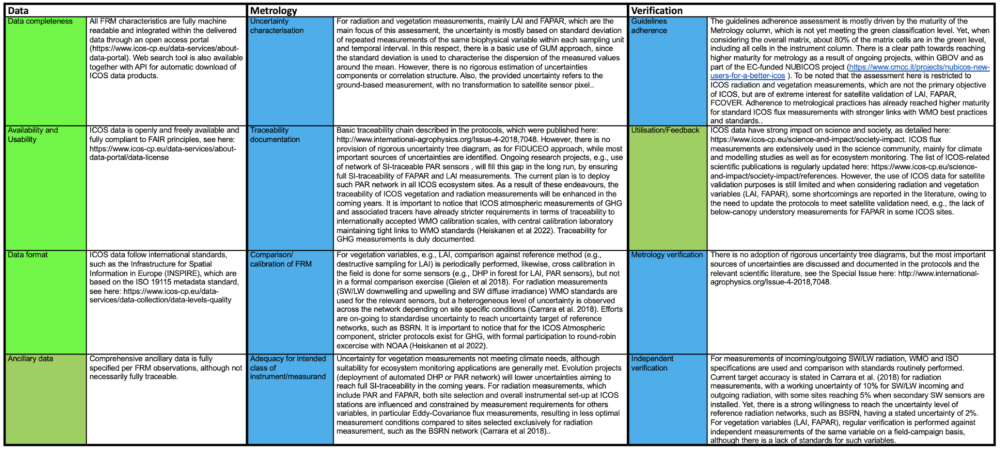 Data
Data completeness
All FRM characteristics are fully machine
readable and integrated within the delivered
data through an open access portal
(https://www.icos-cp.eu/data-services/about-
data-portal). Web search tool is also available
together with API for automatic download of
ICOS data products.
Availability and
Usability
ICOS data is openly and freely available and
fully compliant to FAIR principles, see here:
https://www.icos-cp.eu/data-services/about-
data-portal/data-license
Data format
ICOS data follow international standards,
such as the Infrastructure for Spatial
Information in Europe (INSPIRE), which are
based on the ISO 19115 metadata standard,
see here: https://www.icos-cp.eu/data-
services/data-collection/data-levels-quality
Ancillary data
Comprehensive ancillary data is fully
specified per FRM observations, although not
necessarily fully traceable.
Metrology
Uncertainty
characterisation
For radiation and vegetation measurements, mainly LAI and FAPAR, which are the
main focus of this assessment, the uncertainty is mostly based on standard deviation
of repeated measurements of the same biophysical variable within each sampling unit
and temporal interval. In this respect, there is a basic use of GUM approach, since
the standard deviation is used to characterise the dispersion of the measured values
around the mean. However, there is no rigorous estimation of uncertainties
components or correlation structure. Also, the provided uncertainty refers to the
ground-based measurement, with no transformation to satellite sensor pixel..
Traceability
documentation
Basic traceability chain described in the protocols, which were published here:
http://www.international-agrophysics.org/Issue-4-2018,7048. However, there is no
provision of rigorous uncertainty tree diagram, as for FIDUCEO approach, while most
important sources of uncertainties are identified. Ongoing research projects, e.g., use
of network of SI-traceable PAR sensors , will fill this gap in the long run, by ensuring
full SI-traceability of FAPAR and LAI measurements. The current plan is to deploy
such PAR network in all ICOS ecosystem sites. As a result of these endeavours, the
traceability of ICOS vegetation and radiation measurements will be enhanced in the
coming years. It is important to notice that ICOS atmospheric measurements of GHG
and associated tracers have already stricter requirements in terms of traceability to
internationally accepted WMO calibration scales, with central calibration laboratory
maintaining tight links to WMO standards (Heiskanen et al 2022). Traceability for
GHG measurements is duly documented.
Comparison/
calibration of FRM
For vegetation variables, e.g., LAI, comparison against reference method (e.g.,
destructive sampling for LAI) is periodically performed, likewise, cross calibration in
the field is done for some sensors (e.g., DHP in forest for LAI, PAR sensors), but not
in a formal comparison exercise (Gielen et al 2018). For radiation measurements
(SW/LW downwelling and upwelling and SW diffuse irradiance) WMO standards are
used for the relevant sensors, but a heterogeneous level of uncertainty is observed
across the network depending on site specific conditions (Carrara et al. 2018). Efforts
are on-going to standardise uncertainty to reach uncertainty target of reference
networks, such as BSRN. It is important to notice that for the ICOS Atmospheric
component, stricter protocols exist for GHG, with formal participation to round-robin
excercise with NOAA (Heiskanen et al 2022).
Adequacy for intended
class of
instrument/measurand
Uncertainty for vegetation measurements not meeting climate needs, although
suitability for ecosystem monitoring applications are generally met. Evolution projects
(deployment of automated DHP or PAR network) will lower uncertainties aiming to
reach full SI-traceability in the coming years. For radiation measurements, which
include PAR and FAPAR, both site selection and overall instrumental set-up at ICOS
stations are influenced and constrained by measurement requirements for others
variables, in particular Eddy-Covariance flux measurements, resulting in less optimal
measurement conditions compared to sites selected exclusively for radiation
measurement, such as the BSRN network (Carrara et al 2018)..
Verification
Guidelines
adherence
The guidelines adherence assessment is mostly driven by the maturity of the
Metrology column, which is not yet meeting the green classification level. Yet, when
considering the overall matrix, about 80% of the matrix cells are in the green level,
including all cells in the instrument column. There is a clear path towards reaching
higher maturity for metrology as a result of ongoing projects, within GBOV and as
part of the EC-funded NUBICOS project (https://www.cmcc.it/projects/nubicos-new-
users-for-a-better-icos ). To be noted that the assessment here is restricted to
ICOS radiation and vegetation measurements, which are not the primary objective
of ICOS, but are of extreme interest for satellite validation of LAI, FAPAR,
FCOVER. Adherence to metrological practices has already reached higher maturity
for standard ICOS flux measurements with stronger links with WMO best practices
and standards..
Utilisation/Feedback
ICOS data have strong impact on science and society, as detailed here:
https://www.icos-cp.eu/science-and-impact/society-impact. ICOS flux
measurements are extensively used in the science community, mainly for climate
and modelling studies as well as for ecosystem monitoring. The list of ICOS-related
scientific publications is regularly updated here: https://www.icos-cp.eu/science-
and-impact/society-impact/references. However, the use of ICOS data for satellite
validation purposes is still limited and when considering radiation and vegetation
variables (LAI, FAPAR), some shortcomings are reported in the literature, owing to
the need to update the protocols to meet satellite validation need, e.g., the lack of
below-canopy understory measurements for FAPAR in some ICOS sites.
Metrology verification
There is no adoption of rigorous uncertainty tree diagrams, but the most important
sources of uncertainties are discussed and documented in the protocols and the
relevant scientific literature, see the Special Issue here: http://www.international-
agrophysics.org/Issue-4-2018,7048.
Independent
verification
For measurements of incoming/outgoing SW/LW radiation, WMO and ISO
specifications are used and comparison with standards routinely performed.
Current target accuracy is stated in Carrara et al. (2018) for radiation
measurements, with a working uncertainty of 10% for SW/LW incoming and
outgoing radiation, with some sites reaching 5% when secondary SW sensors are
installed. Yet, there is a strong willingness to reach the uncertainty level of
reference radiation networks, such as BSRN, having a stated uncertainty of 2%.
For vegetation variables (LAI, FAPAR), regular verification is performed against
independent measurements of the same variable on a field-campaign basis,
although there is a lack of standards for such variables.